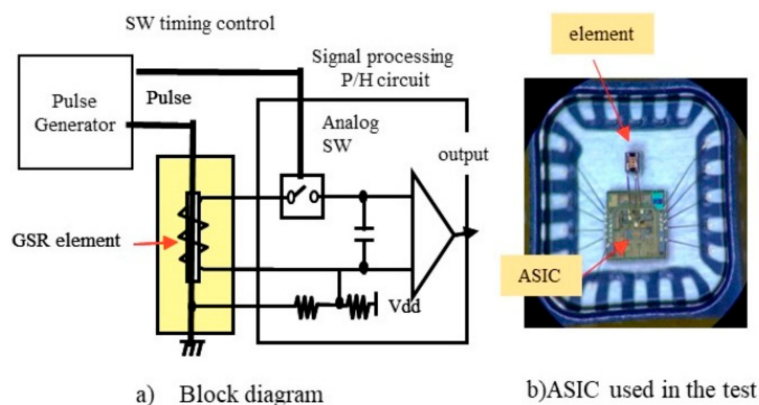 SW timing control
Signal processing
P/H circuit
Pulse
Generator
Pulse
Analog
SW
output
GSR element
Vdd
a) Block diagram
element
ASIC
b)ASIC used in the test